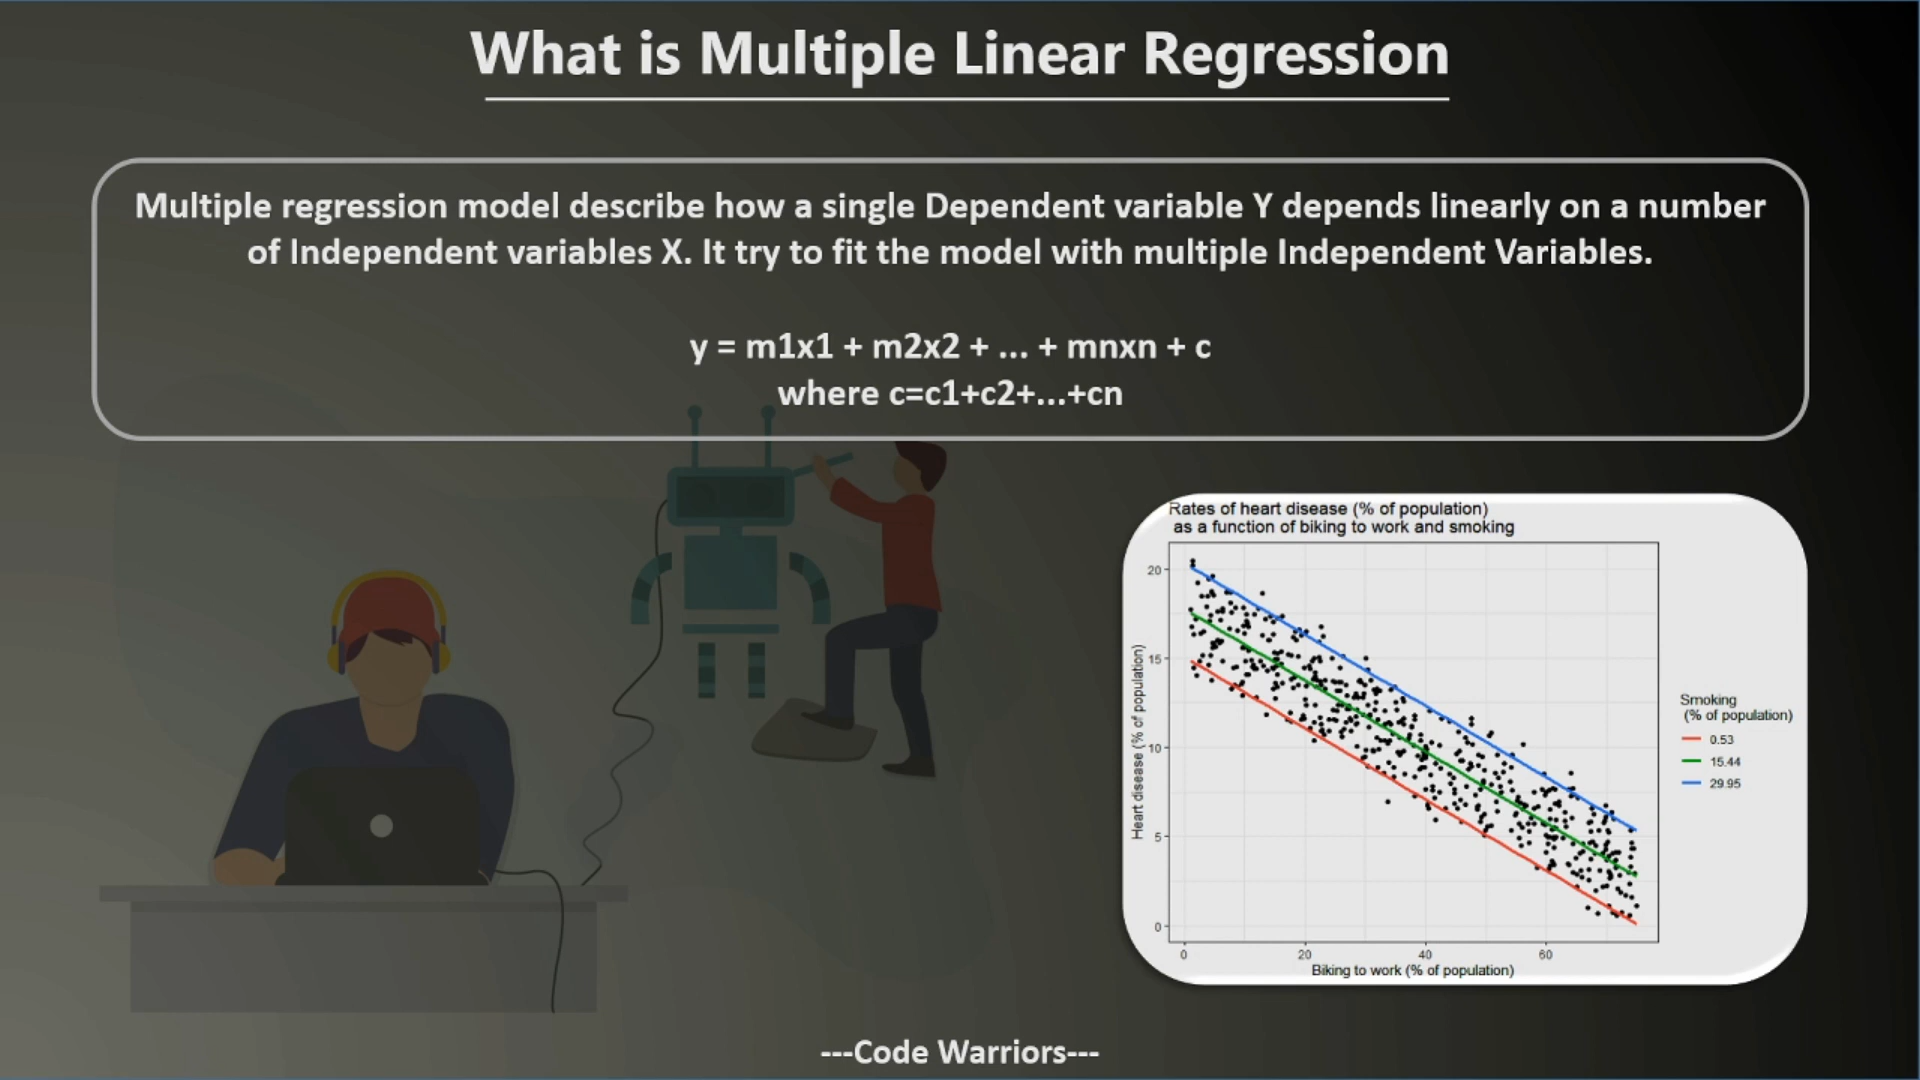 What is Multiple Linear Regression
Multiple regression model describe how a single Dependent variable Y depends linearly on a number
of Independent variables X. It try to fit the model with multiple Independent Variables.
y = m1x1 + m2x2 + ... + mnxn + c
where c=c1+c2+...+cn
Rates of heart disease (% of population)
as a function of biking to work and smoking
Heart disease (% of population)
20
15
10
5
0
0 20 40 60
Biking to work (% of population)
Smoking
(% of population)
0.53
15.44
29.95
---Code Warriors---